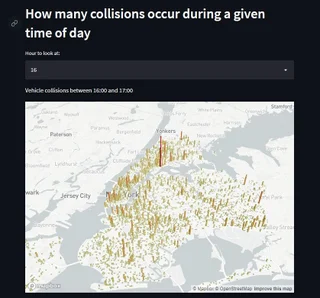 How many collisions occur during a given
time of day
Hour to look at:
16
Vehicle collisions between 16:00 and 17:00
Stamford
Yonkers
Paterson
Jersey City
York
© Mapbox © OpenStreetMap Improve this map